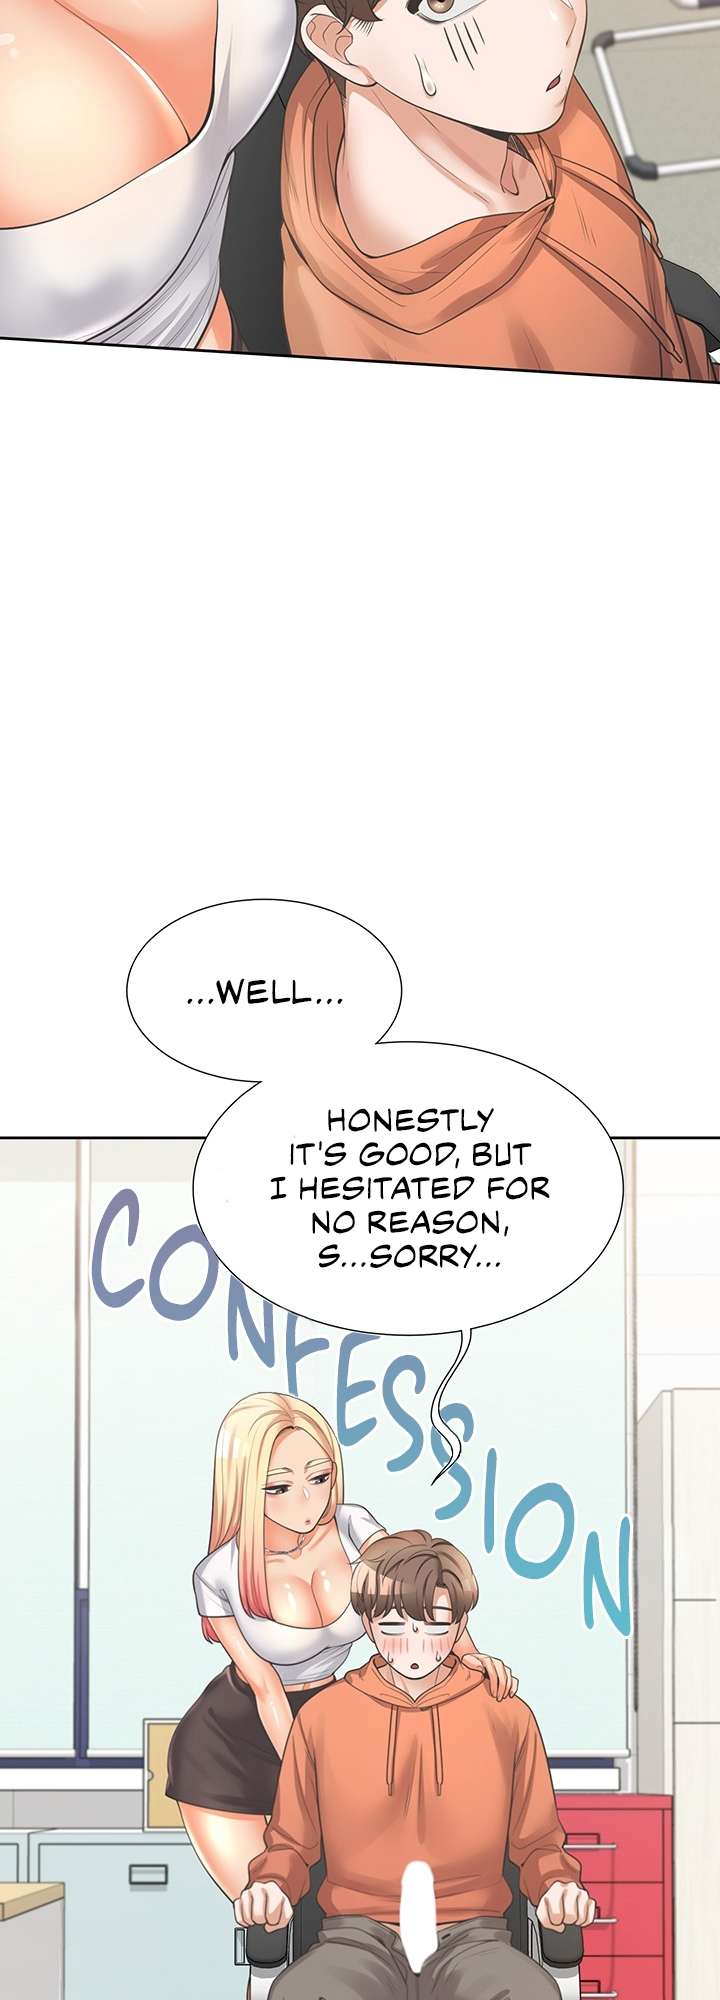 ...WELL...
HONESTLY
IT'S GOOD, BUT
I HESITATED FOR
NO REASON,
S...SORRY...
CONFESSION